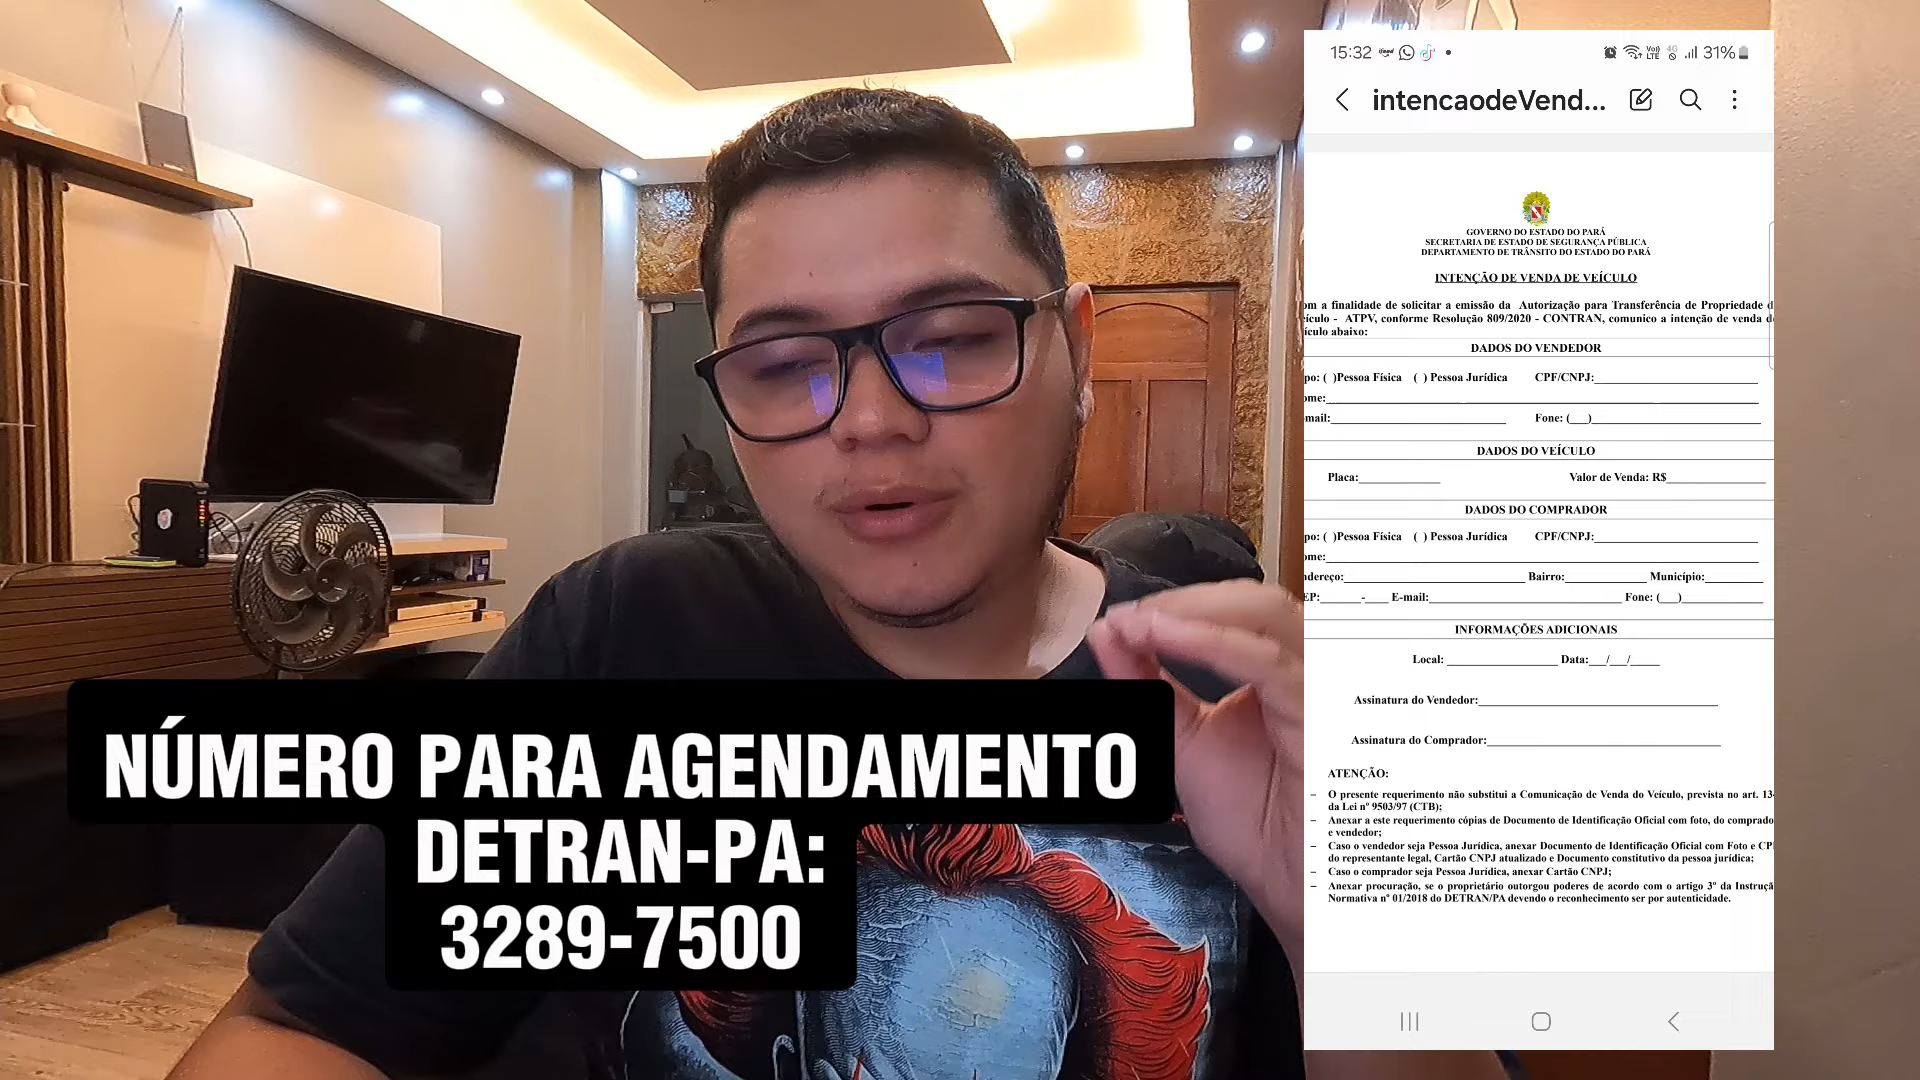 NÚMERO PARA AGENDAMENTO
DETRAN-PA:
3289-7500
15:32
31%
intencaodeVend...
GOVERNO DO ESTADO DO PARÁ
SECRETARIA DE ESTADO DE SEGURANÇA PÚBLICA
DEPARTAMENTO DE TRÂNSITO DO ESTADO DO PARÁ
INTENÇÃO DE VENDA DE VEÍCULO
om a finalidade de solicitar a emissão da Autorização para Transferência de Propriedade d
eículo - ATPV, conforme Resolução 809/2020 - CONTRAN, comunico a intenção de venda d
ículo abaixo:
DADOS DO VENDEDOR
po: ( )Pessoa Física ( ) Pessoa Jurídica CPF/CNPJ:
ome:
mail: Fone: (___)
DADOS DO VEÍCULO
Placa: Valor de Venda: R$
DADOS DO COMPRADOR
po: ( )Pessoa Física ( ) Pessoa Jurídica CPF/CNPJ:
ome:
ndereço: Bairro: Município:
EP: - E-mail: Fone: (___)
INFORMAÇÕES ADICIONAIS
Local: Data:___/___/_____
Assinatura do Vendedor:
Assinatura do Comprador:
ATENÇÃO:
– O presente requerimento não substitui a Comunicação de Venda do Veículo, prevista no art. 13
da Lei nº 9503/97 (CTB);
– Anexar a este requerimento cópias de Documento de Identificação Oficial com foto, do comprado
e vendedor;
– Caso o vendedor seja Pessoa Jurídica, anexar Documento de Identificação Oficial com Foto e CP
do representante legal, Cartão CNPJ atualizado e Documento constitutivo da pessoa jurídica;
– Caso o comprador seja Pessoa Jurídica, anexar Cartão CNPJ;
– Anexar procuração, se o proprietário outorgou poderes de acordo com o artigo 3º da Instruçã
Normativa nº 01/2018 do DETRAN/PA devendo o reconhecimento ser por autenticidade.